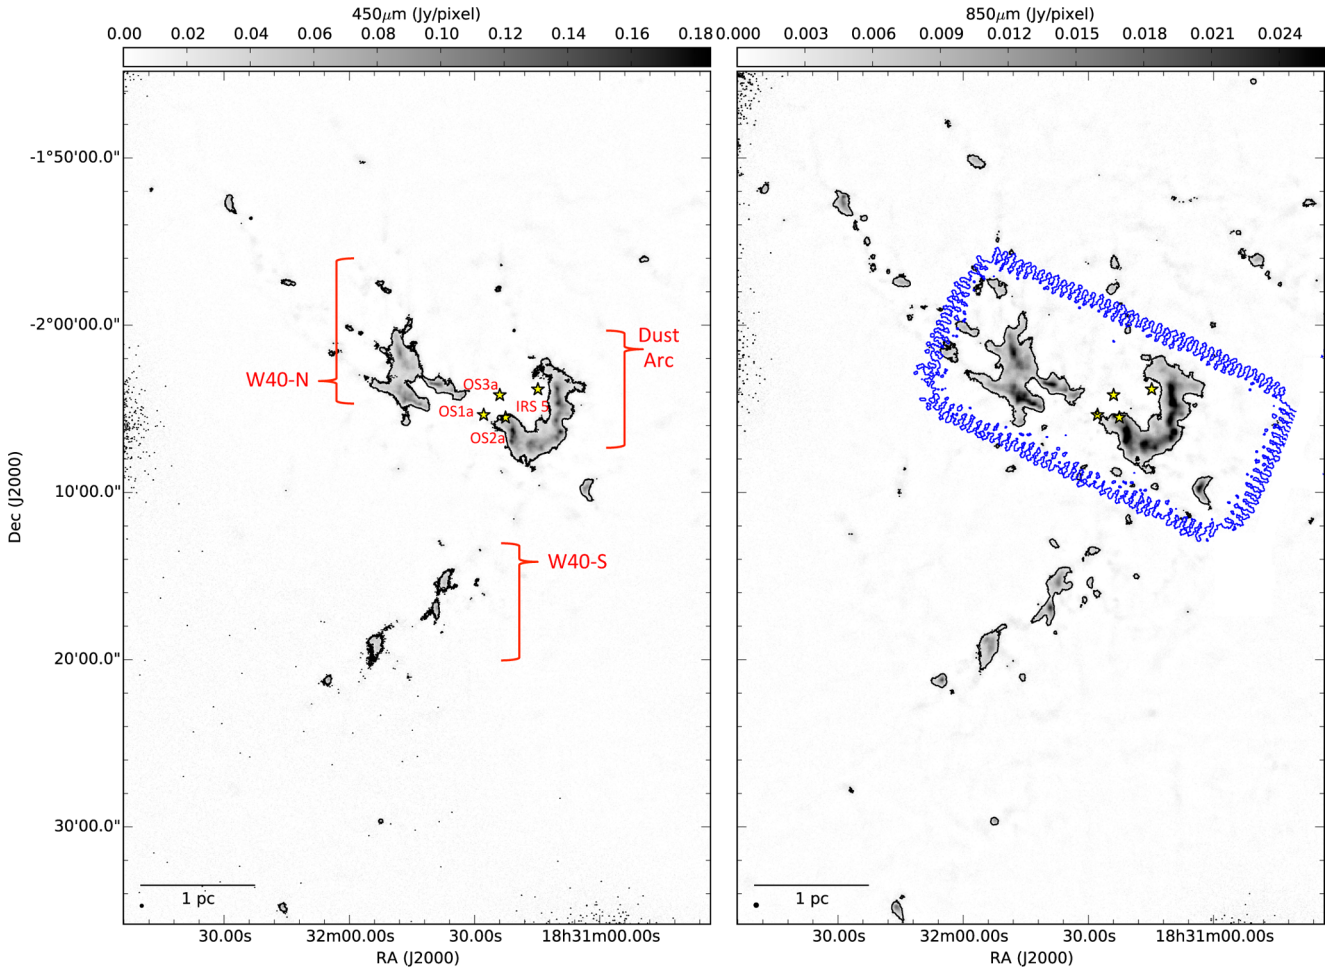 450μm (Jy/pixel)
850μm (Jy/pixel)
0.00 0.02 0.04 0.06 0.08 0.10 0.12 0.14 0.16 0.18
0.000 0.003 0.006 0.009 0.012 0.015 0.018 0.021 0.024
Dec (J2000)
-1°50'00.0"
-2°00'00.0"
10'00.0"
20'00.0"
30'00.0"
W40-N
Dust
Arc
OS3a
OS1a
IRS 5
OS2a
W40-S
1 pc
1 pc
30.00s 32m00.00s 30.00s 18h31m00.00s
30.00s 32m00.00s 30.00s 18h31m00.00s
RA (J2000)
RA (J2000)